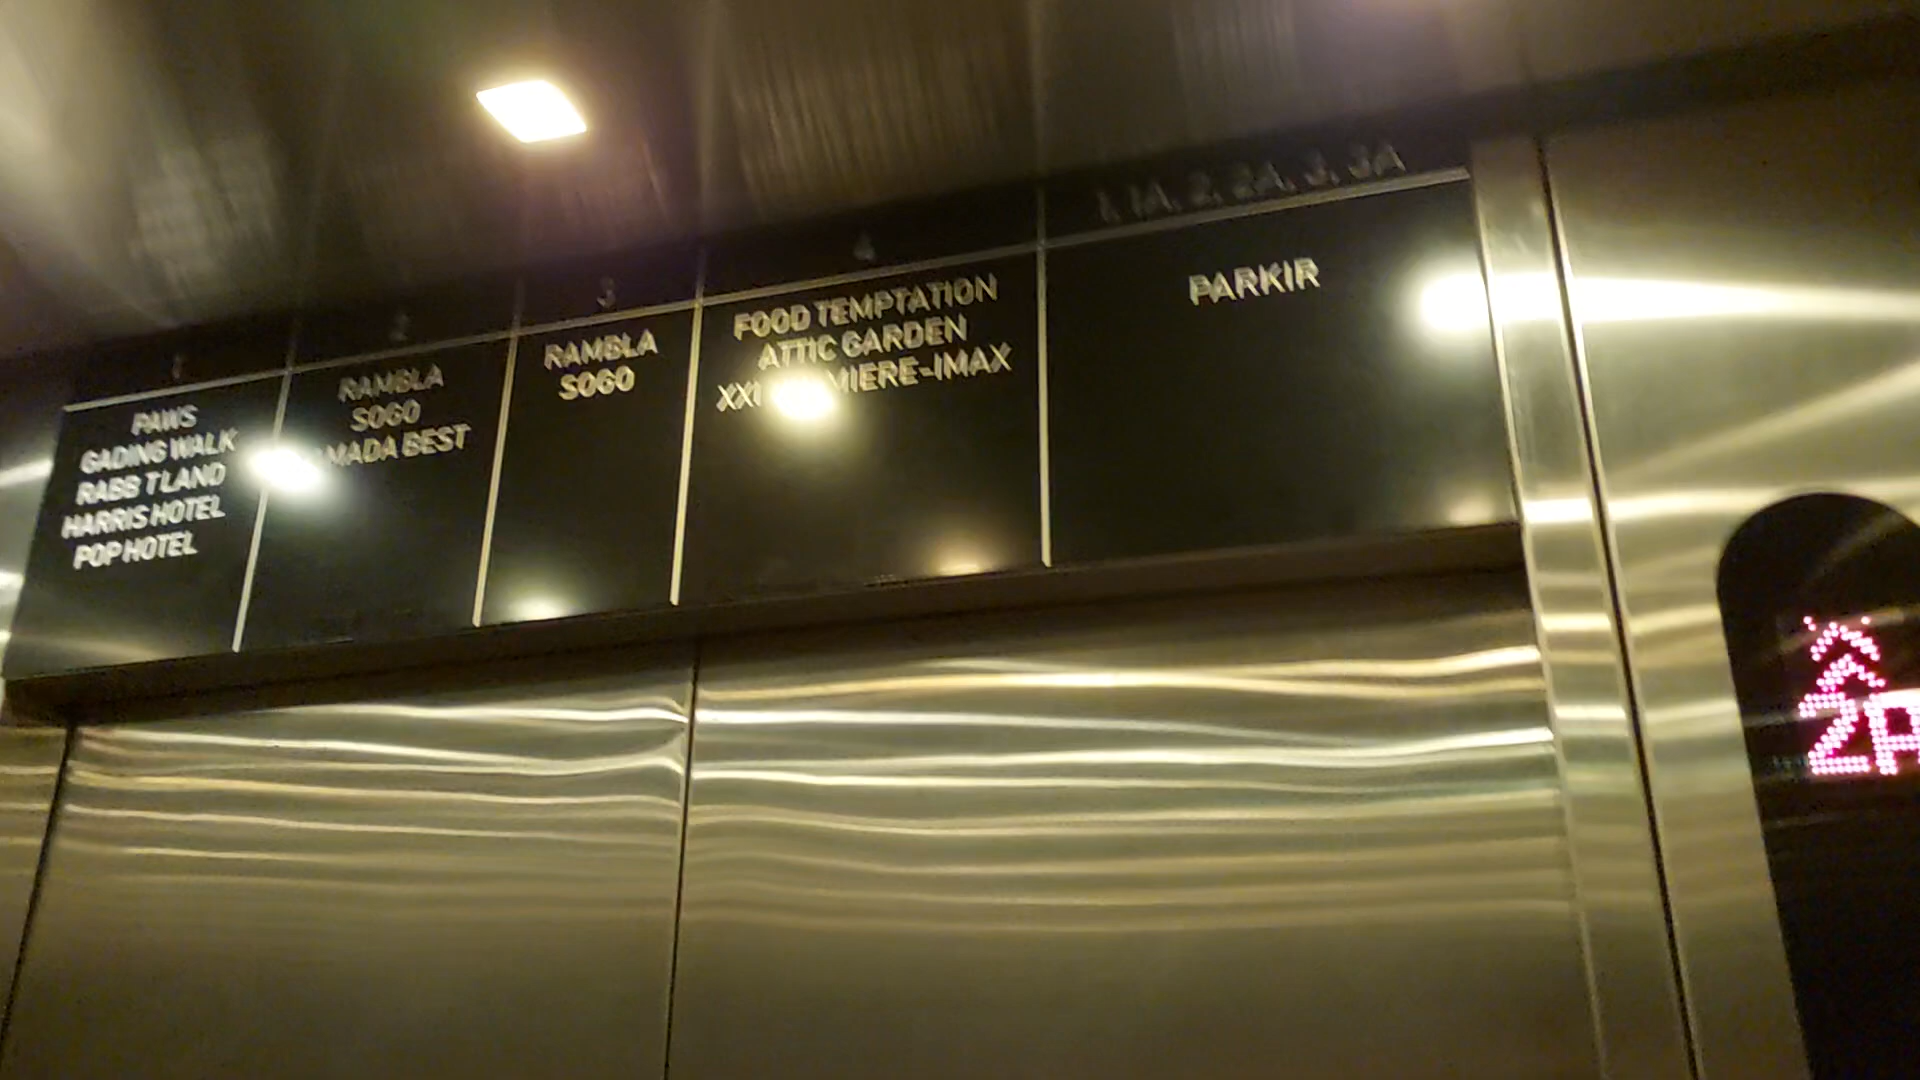 1
PAWS
GADING WALK
RABB T LAND
HARRIS HOTEL
POP HOTEL
2
RAMBLA
SOGO
MADA BEST
3
RAMBLA
SOGO
4
FOOD TEMPTATION
ATTIC GARDEN
XXI MIERE-IMAX
1, 1A, 2, 2A, 3, 3A
PARKIR